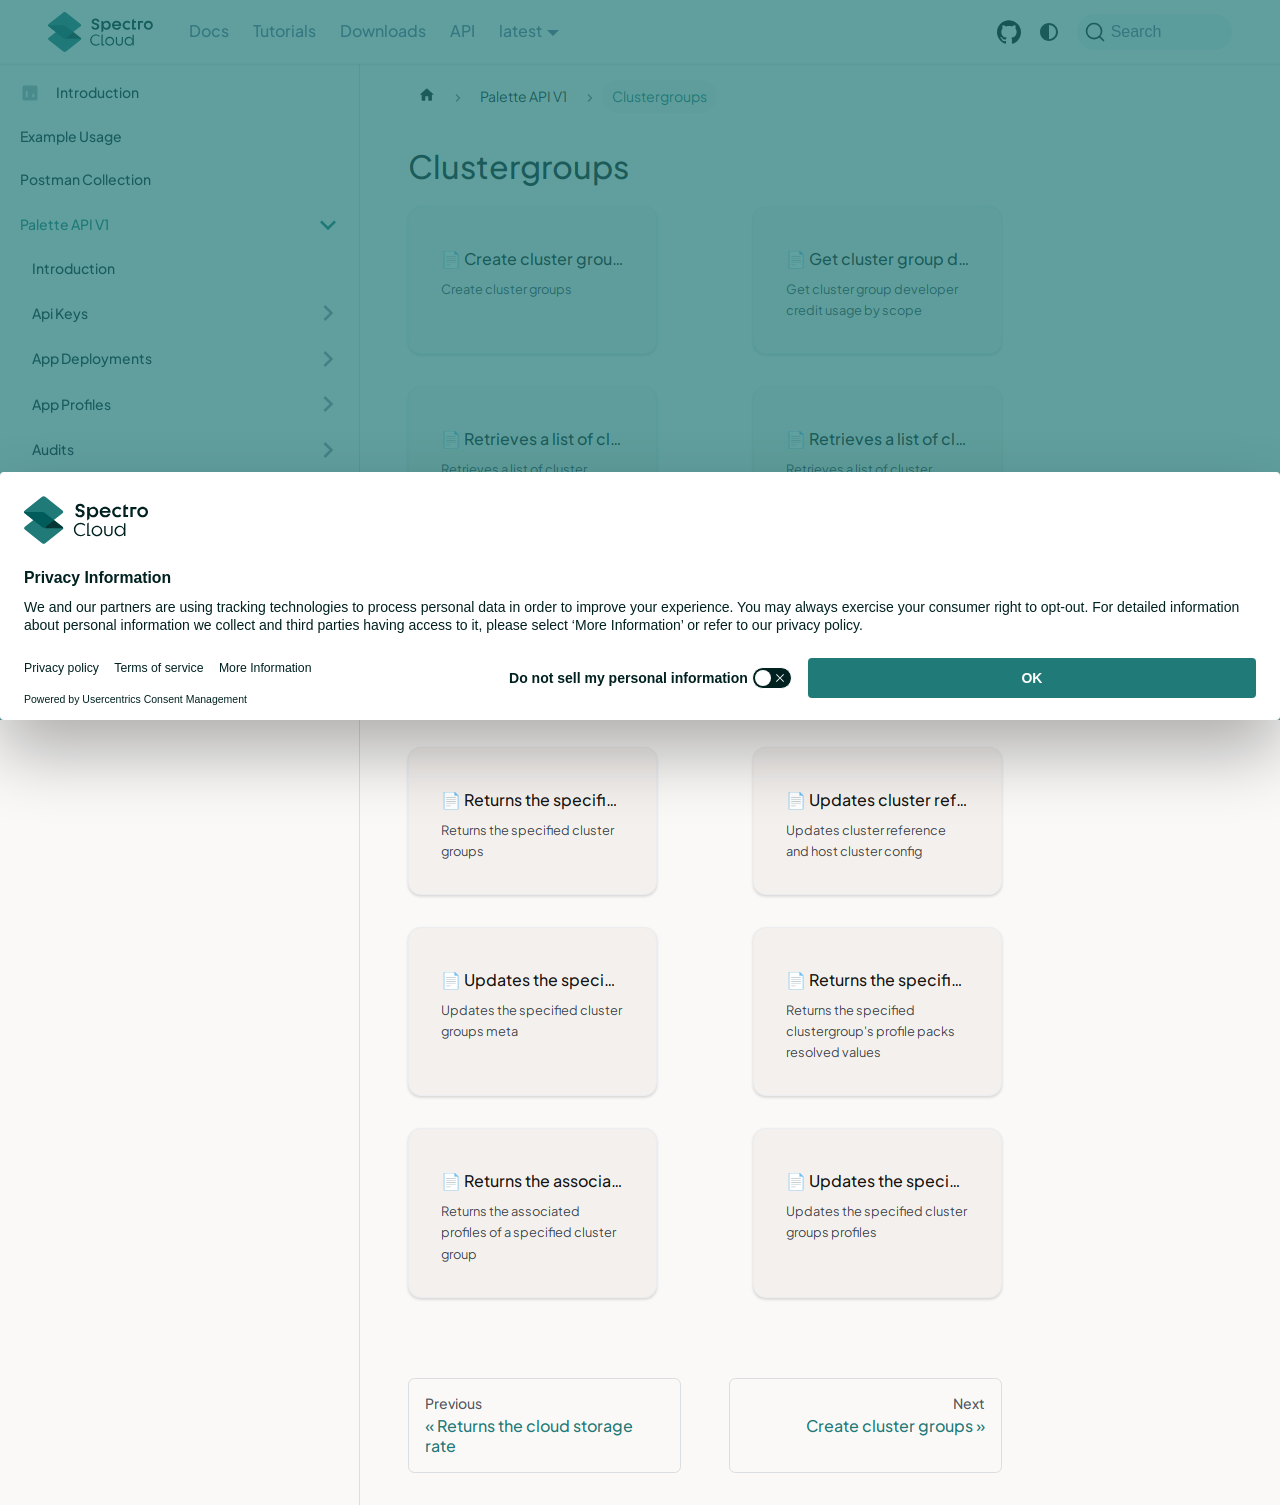 Spectro Cloud
Docs
Tutorials
Downloads
API
latest
Search
Introduction
Example Usage
Postman Collection
Palette API V1
Introduction
Api Keys
App Deployments
App Profiles
Audits
Palette API V1
Clustergroups
Clustergroups
Create cluster grou…
Create cluster groups
Get cluster group d…
Get cluster group developer
credit usage by scope
Retrieves a list of cl…
Retrieves a list of cluster
Retrieves a list of cl…
Retrieves a list of cluster
Spectro
Cloud
Privacy Information
We and our partners are using tracking technologies to process personal data in order to improve your experience. You may always exercise your consumer right to opt-out. For detailed information
about personal information we collect and third parties having access to it, please select ‘More Information’ or refer to our privacy policy.
Privacy policy
Terms of service
More Information
Powered by Usercentrics Consent Management
Do not sell my personal information
OK
Returns the specifi…
Returns the specified cluster
groups
Updates cluster ref…
Updates cluster reference
and host cluster config
Updates the speci…
Updates the specified cluster
groups meta
Returns the specifi…
Returns the specified
clustergroup's profile packs
resolved values
Returns the associa…
Returns the associated
profiles of a specified cluster
group
Updates the speci…
Updates the specified cluster
groups profiles
Previous
« Returns the cloud storage
rate
Next
Create cluster groups »